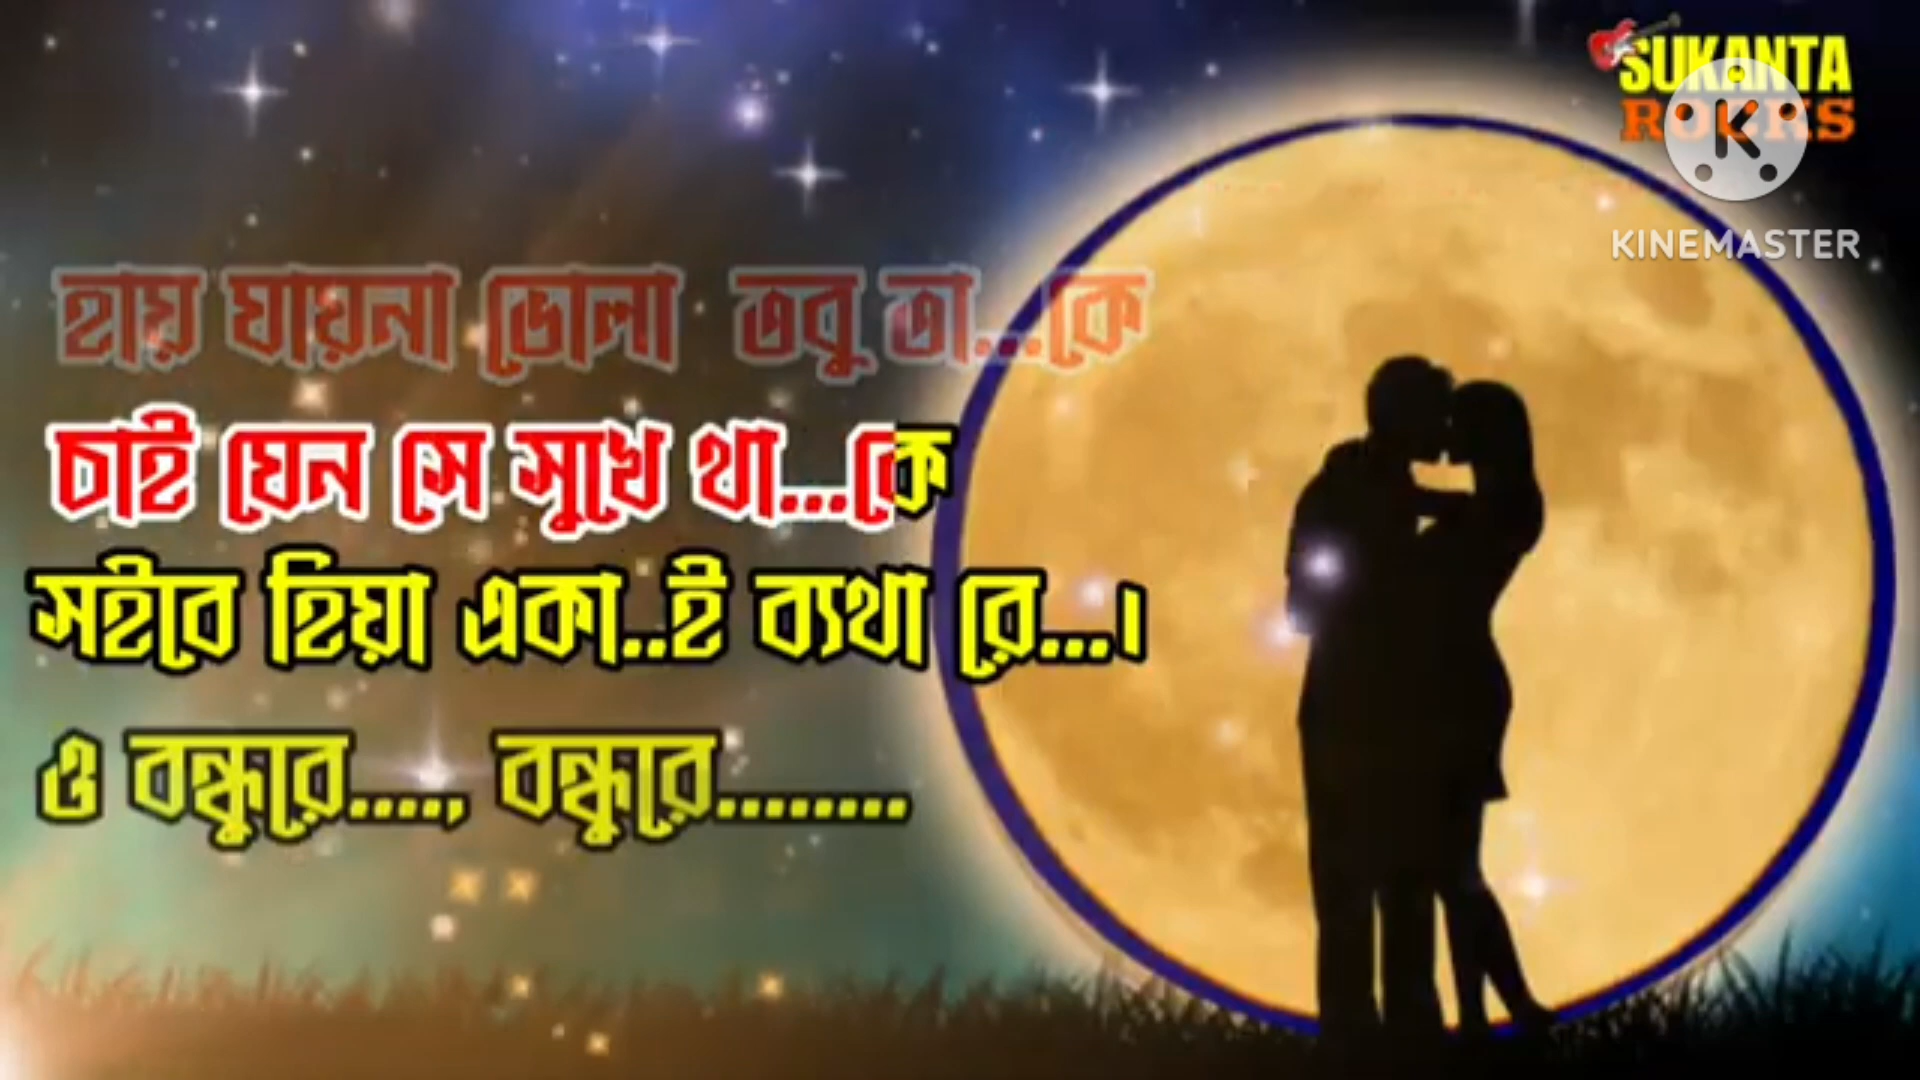 SUKANTA
ROCKS
KINEMASTER
হায় যায়না ভোলা তবু তা...কে
চাই যেন সে সুখে থা...কে
সইবে হিয়া একা..ই ব্যথা রে...।
ও বন্ধুরে...., বন্ধুরে........